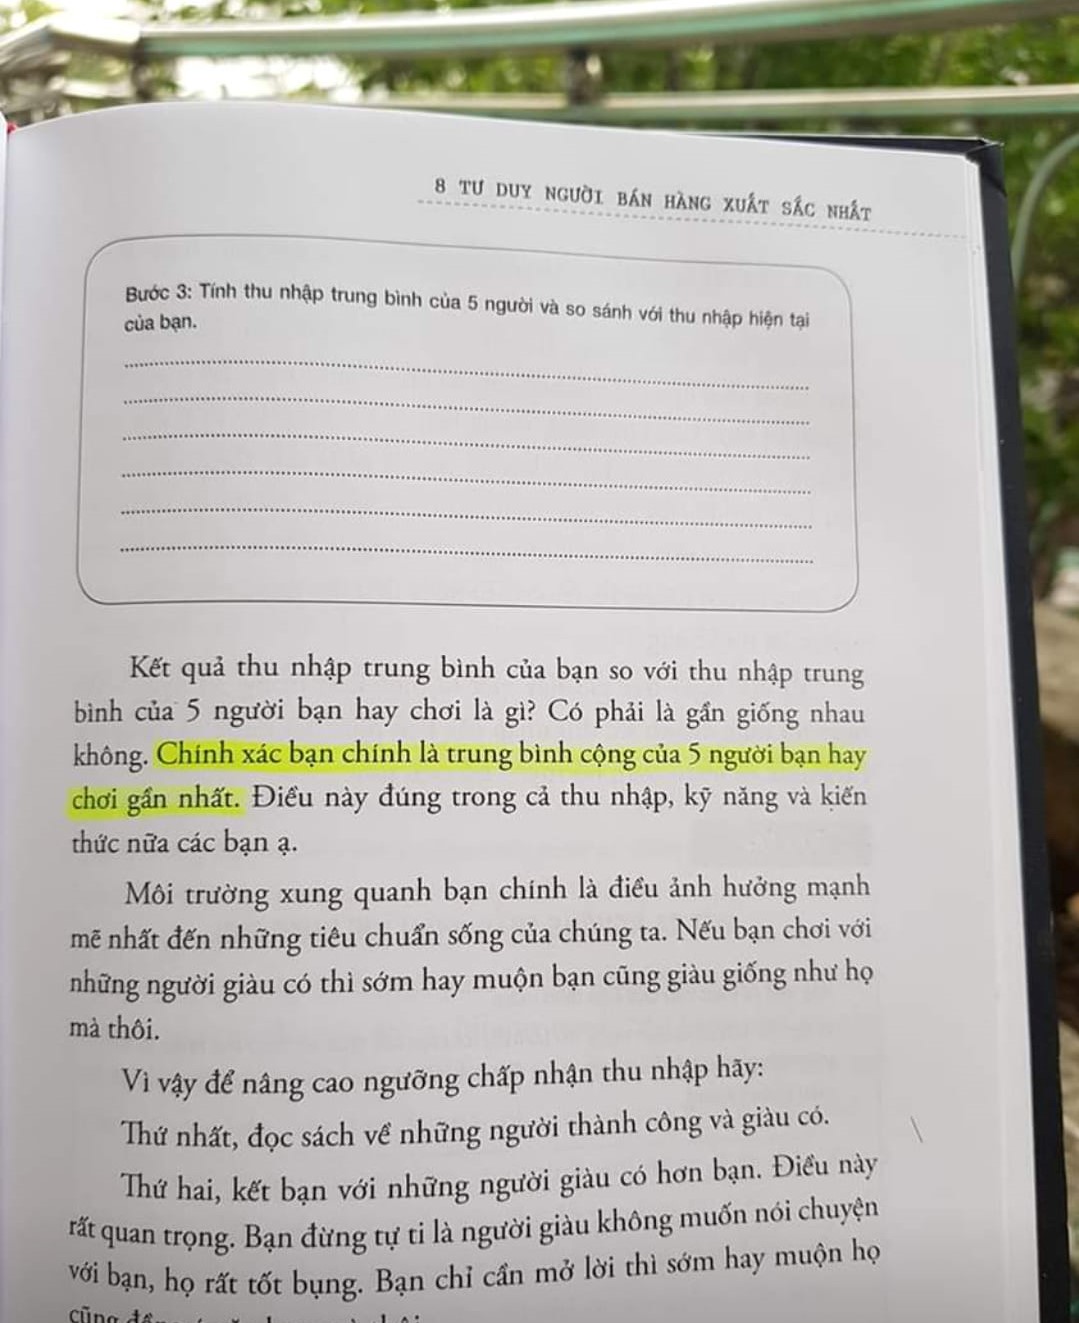 8 TƯ DUY NGƯỜI BÁN HÀNG XUẤT SẮC NHẤT
Bước 3: Tính thu nhập trung bình của 5 người và so sánh với thu nhập hiện tại
của bạn.
Kết quả thu nhập trung bình của bạn so với thu nhập trung
bình của 5 người bạn hay chơi là gì? Có phải là gần giống nhau
không. Chính xác bạn chính là trung bình cộng của 5 người bạn hay
chơi gần nhất. Điều này đúng trong cả thu nhập, kỹ năng và kiến
thức nữa các bạn ạ.
Môi trường xung quanh bạn chính là điều ảnh hưởng mạnh
mẽ nhất đến những tiêu chuẩn sống của chúng ta. Nếu bạn chơi với
những người giàu có thì sớm hay muộn bạn cũng giàu giống như họ
mà thôi.
Vì vậy để nâng cao ngưỡng chấp nhận thu nhập hãy:
Thứ nhất, đọc sách về những người thành công và giàu có.
Thứ hai, kết bạn với những người giàu có hơn bạn. Điều này
rất quan trọng. Bạn đừng tự ti là người giàu không muốn nói chuyện
với bạn, họ rất tốt bụng. Bạn chỉ cần mở lời thì sớm hay muộn họ
cũng